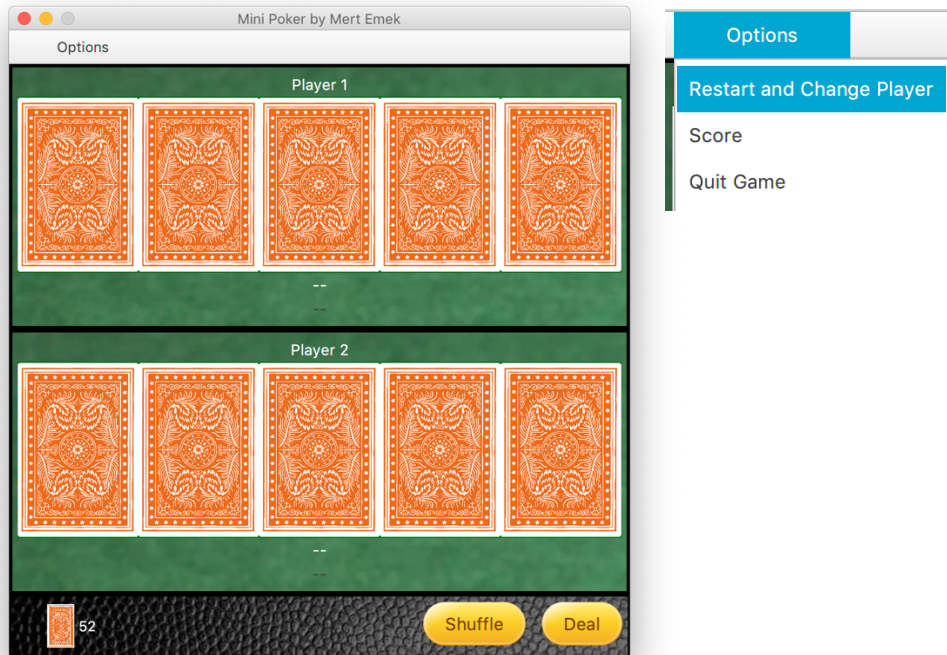 Mini Poker by Mert Emek
Options
Player 1
--
--
Player 2
--
--
52
Shuffle
Deal
Options
Restart and Change Player
Score
Quit Game